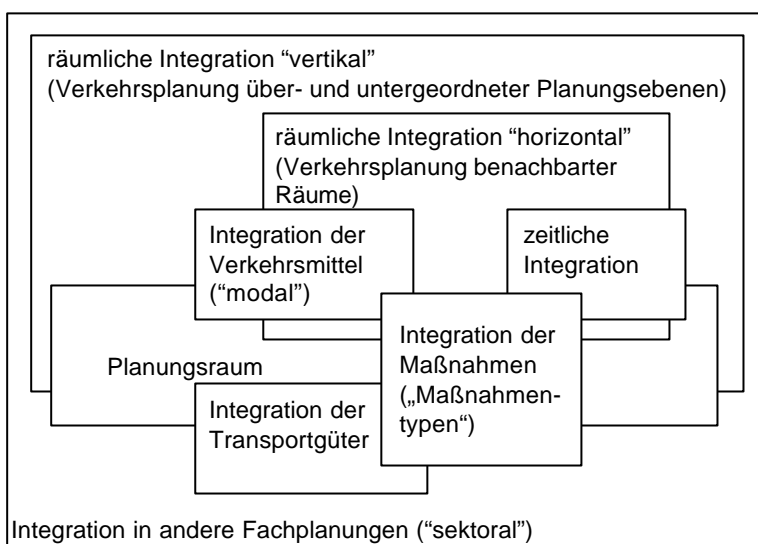 räumliche Integration “vertikal”
(Verkehrsplanung über- und untergeordneter Planungsebenen)
räumliche Integration “horizontal”
(Verkehrsplanung benachbarter
Räume)
Integration der
Verkehrsmittel
(“modal”)
zeitliche
Integration
Integration der
Maßnahmen
(„Maßnahmen-
typen“)
Planungsraum
Integration der
Transportgüter
Integration in andere Fachplanungen (“sektoral”)